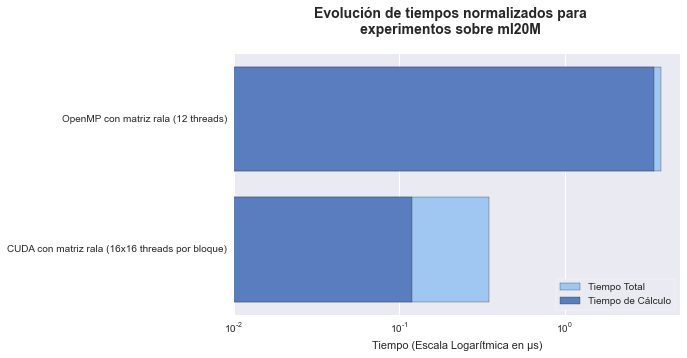 Evolución de tiempos normalizados para
experimentos sobre ml20M
OpenMP con matriz rala (12 threads)
CUDA con matriz rala (16x16 threads por bloque)
Tiempo Total
Tiempo de Cálculo
10⁻² 10⁻¹ 10⁰
Tiempo (Escala Logarítmica en μs)